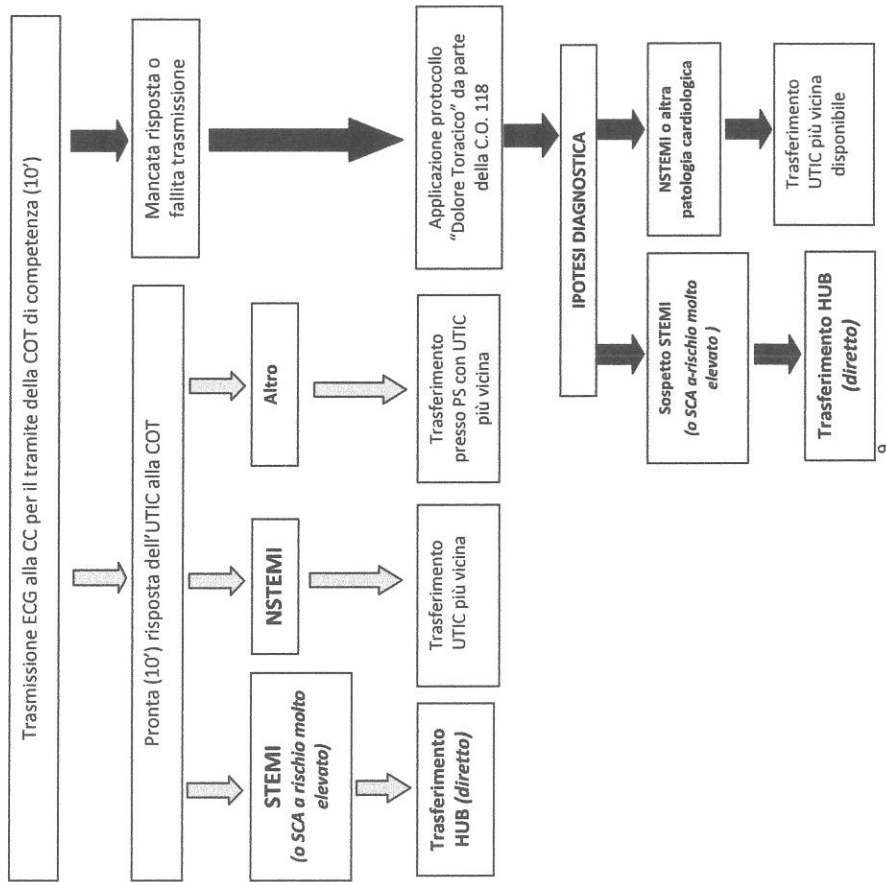 Trasmissione ECG alla CC per il tramite della COT di competenza (10')
Pronta (10') risposta dell'UTIC alla COT
Mancata risposta o
fallita trasmissione
STEMI
(o SCA a rischio molto
elevato)
NSTEMI
Altro
Trasferimento
HUB (diretto)
Trasferimento
UTIC più vicina
Trasferimento
presso PS con UTIC
più vicina
Applicazione protocollo
"Dolore Toracico" da parte
della C.O. 118
IPOTESI DIAGNOSTICA
Sospetto STEMI
(o SCA a-rischio molto
elevato )
NSTEMI o altra
patologia cardiologica
Trasferimento HUB
(diretto)
Trasferimento
UTIC più vicina
disponibile
9